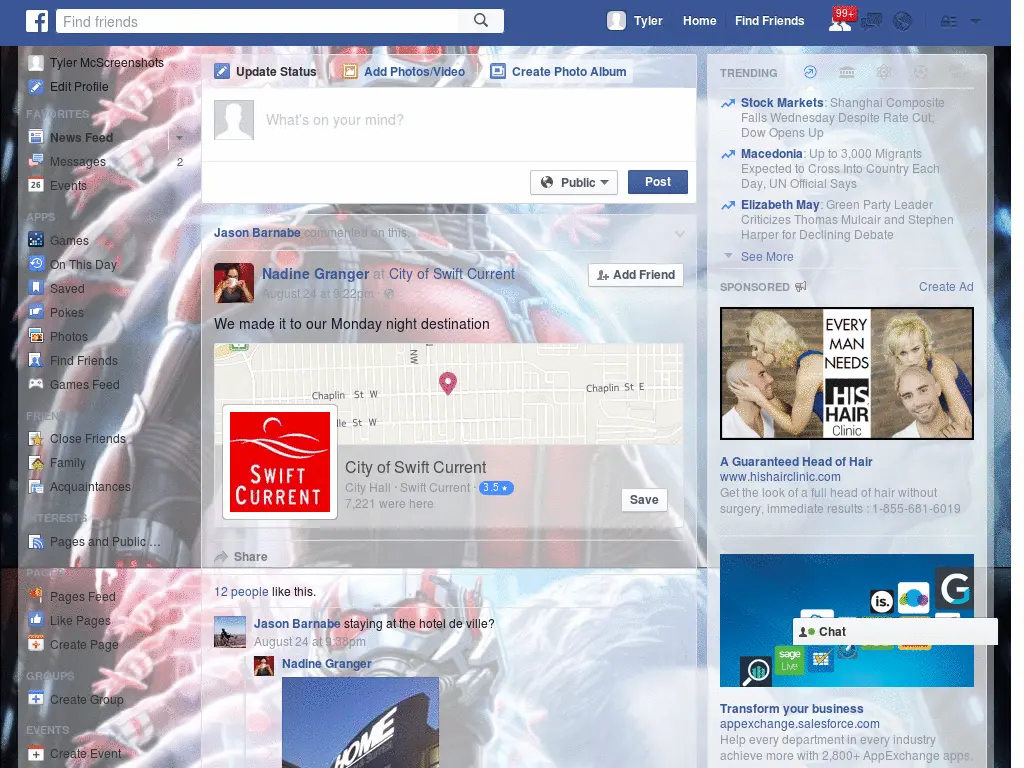 Find friends
Tyler
Home
Find Friends
99+
Tyler McScreenshots
Edit Profile
FAVORITES
News Feed
Messages
2
26
Events
APPS
Games
On This Day
Saved
Pokes
Photos
Find Friends
Games Feed
FRIEN
Close Friends
Family
Acquaintances
INTERESTS
Pages and Public ...
PAGES
Pages Feed
Like Pages
Create Page
GROUPS
Create Group
EVENTS
Create Event
Update Status
Add Photos/Video
Create Photo Album
What's on your mind?
Public
Post
Jason Barnabe commented on this.
Nadine Granger at City of Swift Current
August 24 at 9:22pm ·
Add Friend
We made it to our Monday night destination
NW
Chaplin St W
Chaplin St E
lle St W
SWIFT
CURRENT
City of Swift Current
City Hall · Swift Current · 3.5 ★
7,221 were here
Save
Share
12 people like this.
Jason Barnabe staying at the hotel de ville?
August 24 at 9:38pm
Nadine Granger
HOME
TRENDING
Stock Markets: Shanghai Composite
Falls Wednesday Despite Rate Cut;
Dow Opens Up
Macedonia: Up to 3,000 Migrants
Expected to Cross Into Country Each
Day, UN Official Says
Elizabeth May: Green Party Leader
Criticizes Thomas Mulcair and Stephen
Harper for Declining Debate
See More
SPONSORED
Create Ad
EVERY
MAN
NEEDS
HIS
HAIR
Clinic
A Guaranteed Head of Hair
www.hishairclinic.com
Get the look of a full head of hair without
surgery, immediate results : 1-855-681-6019
is.
G
Chat
sage
Live
Transform your business
appexchange.salesforce.com
Help every department in every industry
achieve more with 2,800+ AppExchange apps.